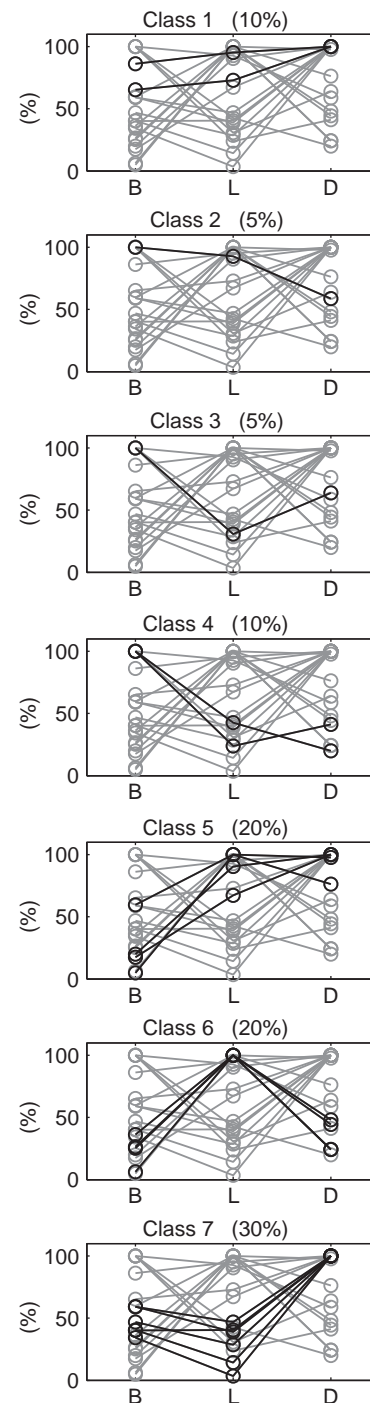 Class 1 (10%)
100
50
0
(%)
B L D
Class 2 (5%)
100
50
0
(%)
B L D
Class 3 (5%)
100
50
0
(%)
B L D
Class 4 (10%)
100
50
0
(%)
B L D
Class 5 (20%)
100
50
0
(%)
B L D
Class 6 (20%)
100
50
0
(%)
B L D
Class 7 (30%)
100
50
0
(%)
B L D